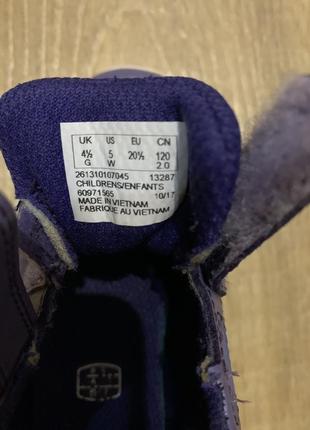 UK US EU CN
4½ 5 20½ 120
G W 2.0
261310107045 13287
CHILDRENS/ENFANTS
60971565 10/17
MADE IN VIETNAM
FABRIQUE AU VIETNAM